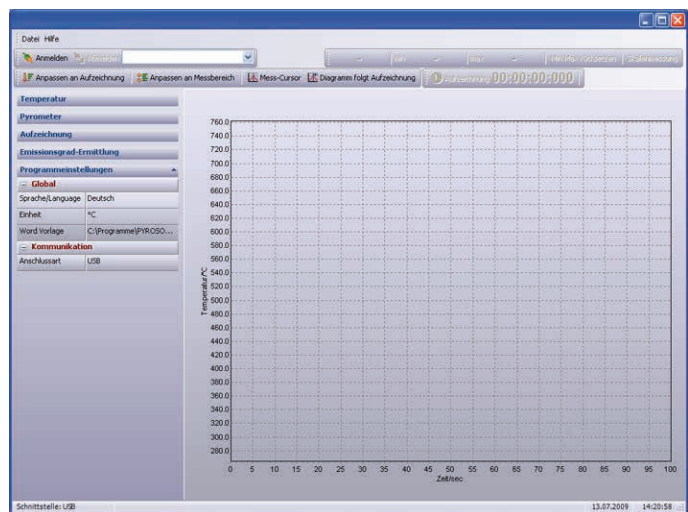 Datei Hilfe
Anmelden Abmelden
min max
Anpassen an Aufzeichnung Anpassen an Messbereich Mess-Cursor Diagramm folgt Aufzeichnung Aufzeichnung 00:00:00;000
Temperatur
Pyrometer
Aufzeichnung
Emissionsgrad-Ermittlung
Programmeinstellungen
Global
Sprache/Language Deutsch
Einheit °C
Word Vorlage C:\Programme\PYROSO...
Kommunikation
Anschlussart USB
Temperatur/°C
760.0
740.0
720.0
700.0
680.0
660.0
640.0
620.0
600.0
580.0
560.0
540.0
520.0
500.0
480.0
460.0
440.0
420.0
400.0
380.0
360.0
340.0
320.0
300.0
280.0
0 5 10 15 20 25 30 35 40 45 50 55 60 65 70 75 80 85 90 95 100
Zeit/sec
Schnittstelle: USB 13.07.2009 14:20:58